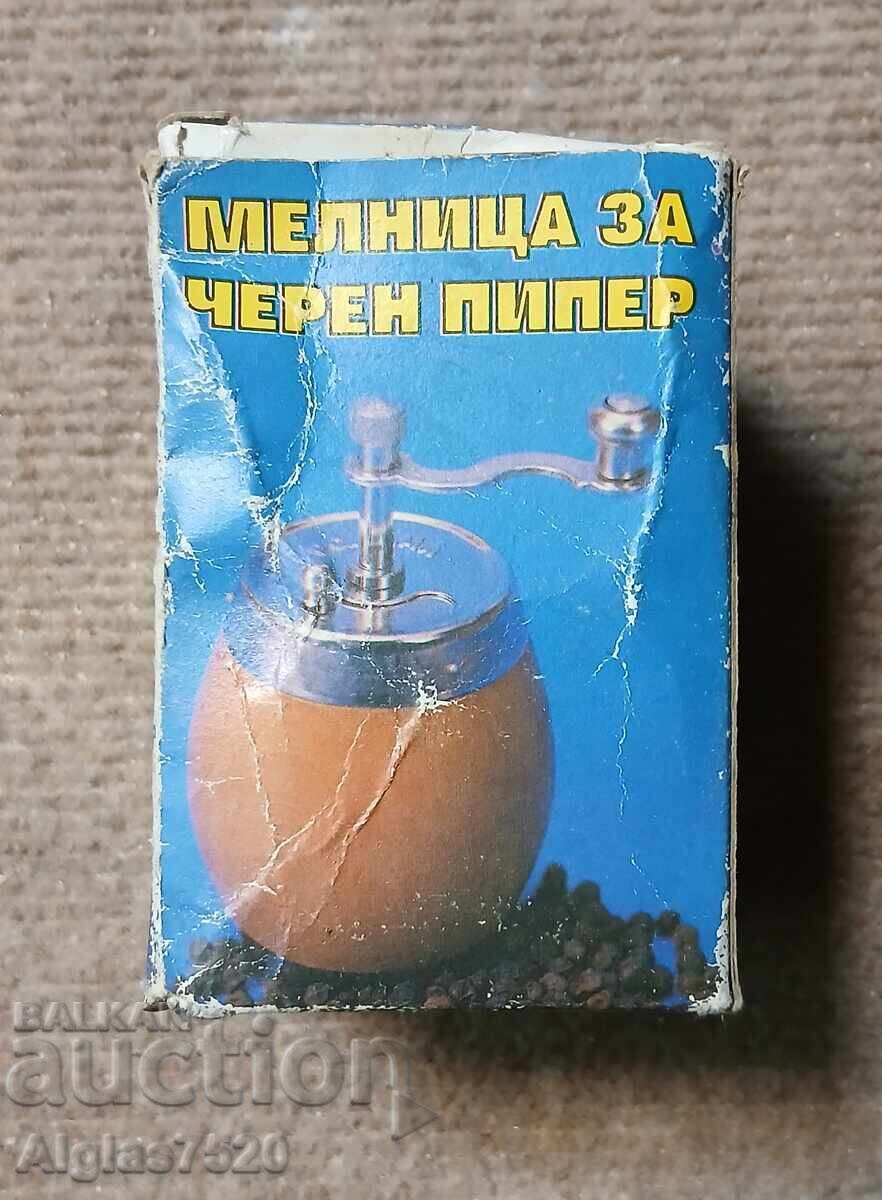 МЕЛНИЦА ЗА
ЧЕРЕН ПИПЕР
BALKAN
auction
Alglas7520